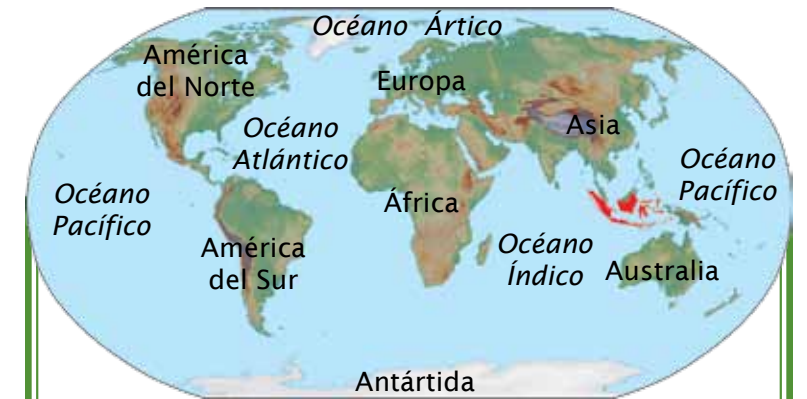 Océano Ártico
América
del Norte
Europa
Asia
Océano
Atlántico
Océano
Pacífico
Océano
Pacífico
África
América
del Sur
Océano
Índico
Australia
Antártida